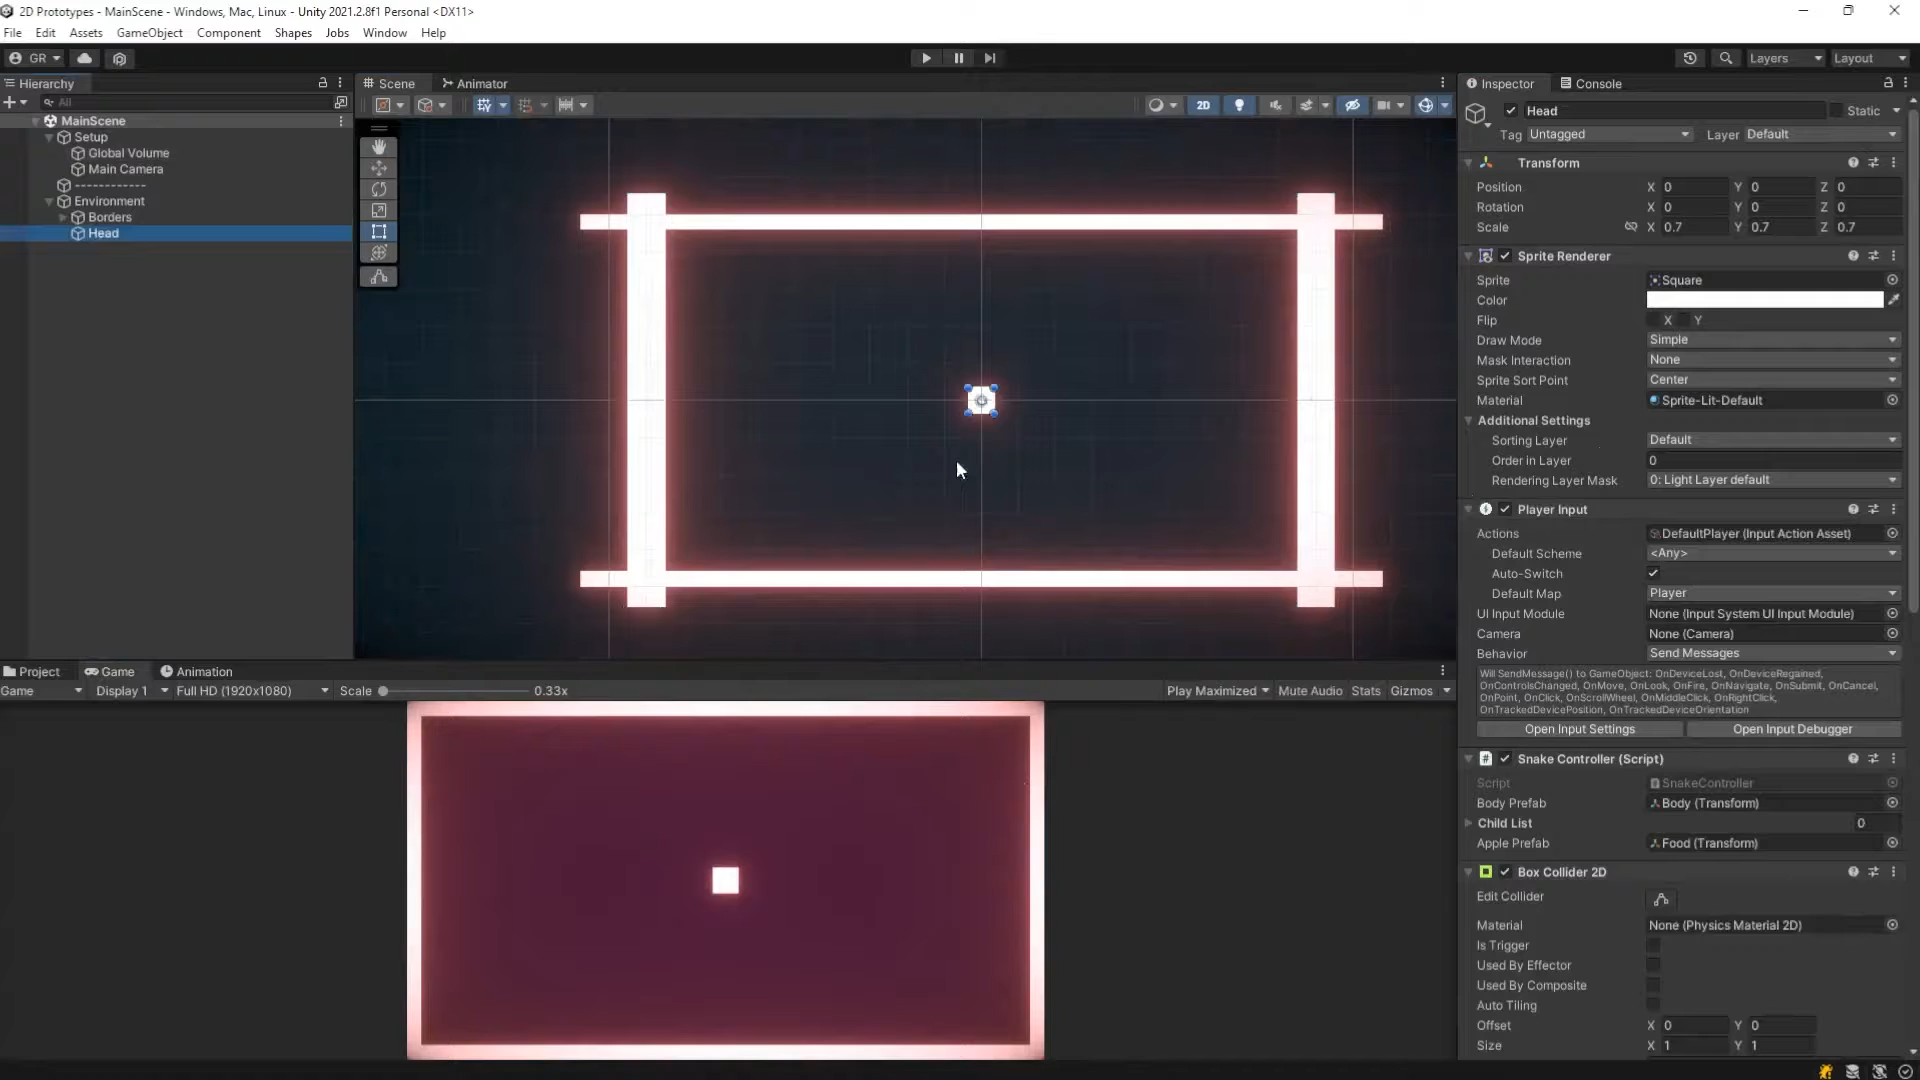 2D Prototypes - MainScene - Windows, Mac, Linux - Unity 2021.2.8f1 Personal <DX11>
File Edit Assets GameObject Component Shapes Jobs Window Help
GR Layers Layout
Hierarchy
All
MainScene
Setup
Global Volume
Main Camera
------------
Environment
Borders
Head
Scene Animator
2D
Inspector Console
Head Static
Tag Untagged Layer Default
Transform
Position X 0 Y 0 Z 0
Rotation X 0 Y 0 Z 0
Scale X 0.7 Y 0.7 Z 0.7
Sprite Renderer
Sprite Square
Color
Flip X Y
Draw Mode Simple
Mask Interaction None
Sprite Sort Point Center
Material Sprite-Lit-Default
Additional Settings
Sorting Layer Default
Order in Layer 0
Rendering Layer Mask 0: Light Layer default
Player Input
Actions DefaultPlayer (Input Action Asset)
Default Scheme <Any>
Auto-Switch
Default Map Player
UI Input Module None (Input System UI Input Module)
Camera None (Camera)
Behavior Send Messages
Will SendMessage() to GameObject: OnDeviceLost, OnDeviceRegained,
OnControlsChanged, OnMove, OnLook, OnFire, OnNavigate, OnSubmit, OnCancel,
OnPoint, OnClick, OnScrollWheel, OnMiddleClick, OnRightClick,
OnTrackedDevicePosition, OnTrackedDeviceOrientation
Open Input Settings Open Input Debugger
Snake Controller (Script)
Script SnakeController
Body Prefab Body (Transform)
Child List 0
Apple Prefab Food (Transform)
Box Collider 2D
Edit Collider
Material None (Physics Material 2D)
Is Trigger
Used By Effector
Used By Composite
Auto Tiling
Offset X 0 Y 0
Size X 1 Y 1
Project Game Animation
Game Display 1 Full HD (1920x1080) Scale 0.33x Play Maximized Mute Audio Stats Gizmos